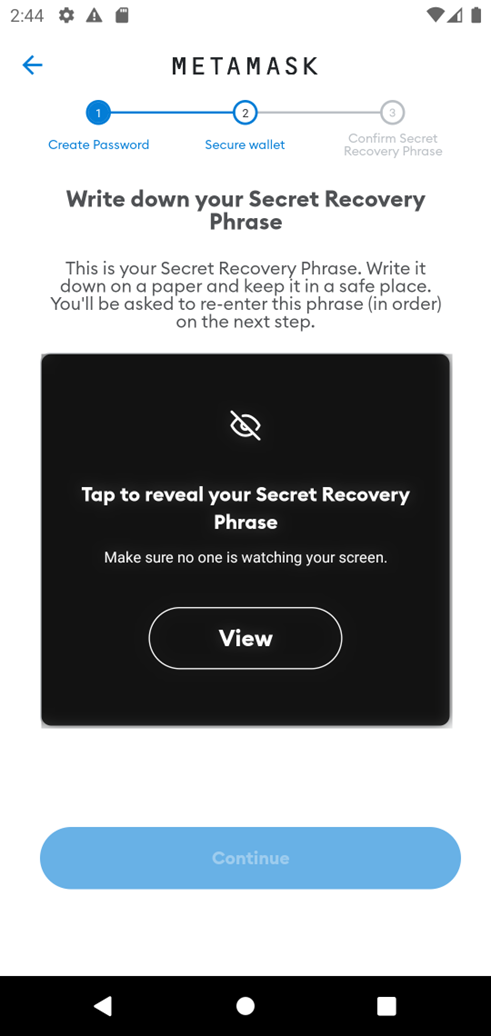 2:44
METAMASK
1
2
3
Create Password
Secure wallet
Confirm Secret
Recovery Phrase
Write down your Secret Recovery
Phrase
This is your Secret Recovery Phrase. Write it
down on a paper and keep it in a safe place.
You'll be asked to re-enter this phrase (in order)
on the next step.
Tap to reveal your Secret Recovery
Phrase
Make sure no one is watching your screen.
View
Continue